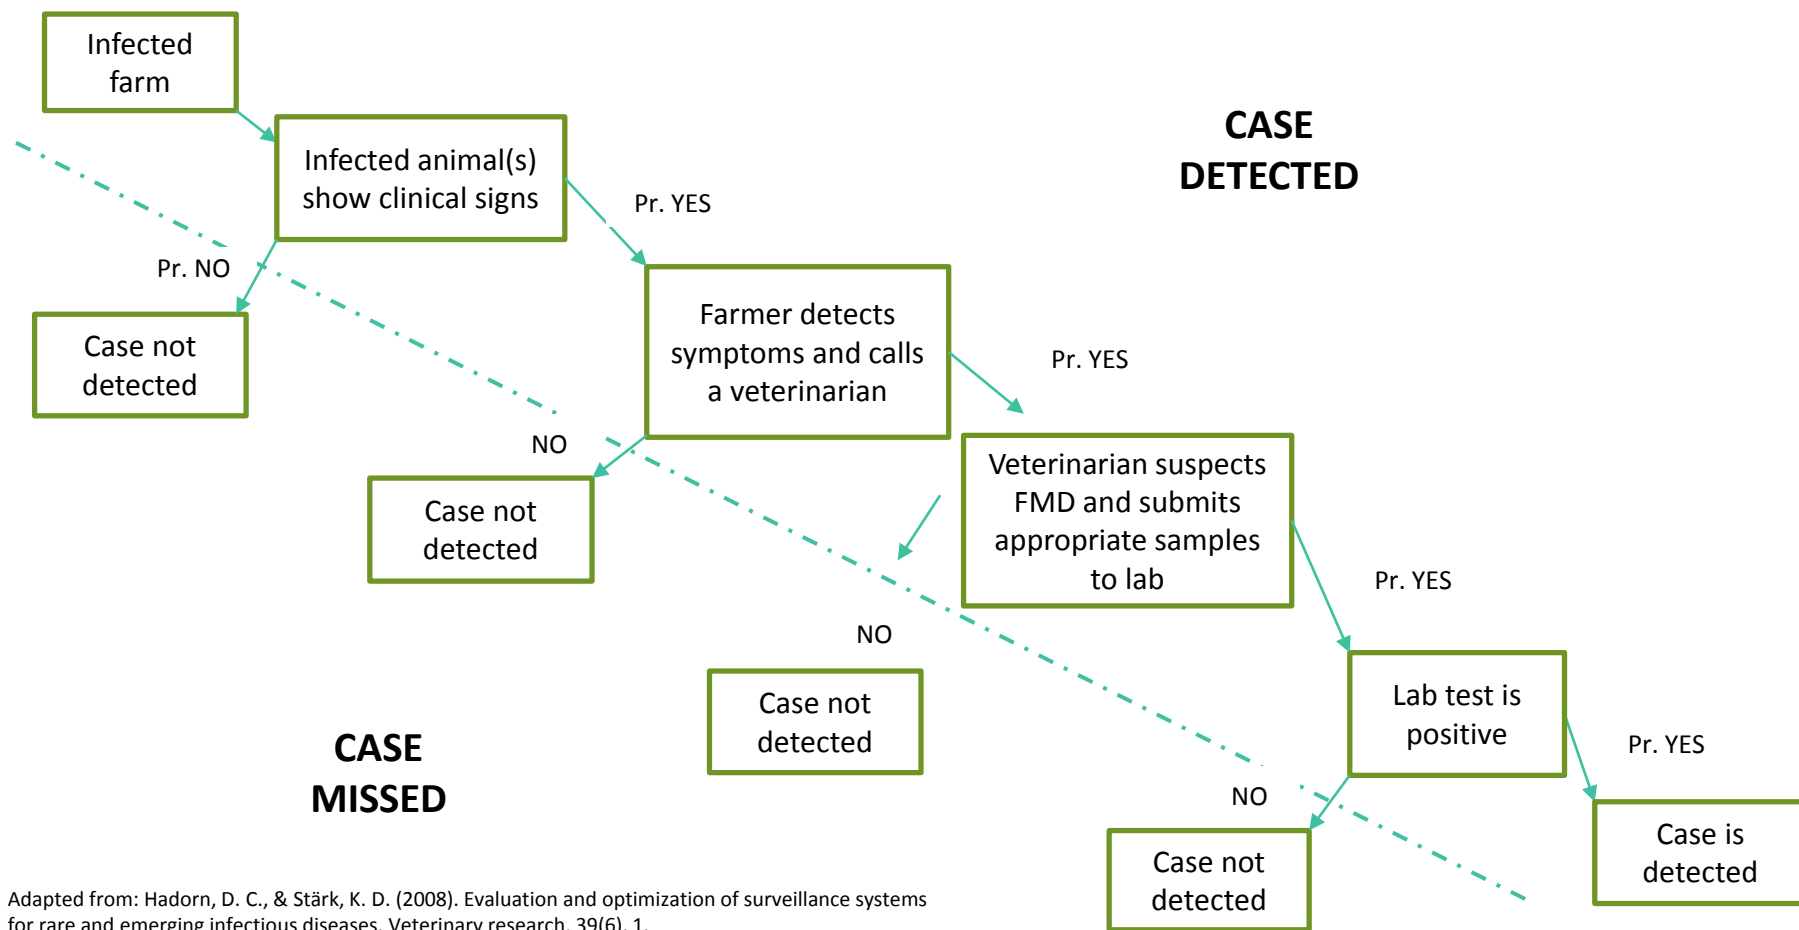 Infected
farm
CASE
DETECTED
Infected animal(s)
show clinical signs
Pr. YES
Pr. NO
Case not
detected
Farmer detects
symptoms and calls
a veterinarian
Pr. YES
NO
Case not
detected
Veterinarian suspects
FMD and submits
appropriate samples
to lab
Pr. YES
NO
Case not
detected
Lab test is
positive
Pr. YES
NO
Case not
detected
Case is
detected
CASE
MISSED
Adapted from: Hadorn, D. C., & Stärk, K. D. (2008). Evaluation and optimization of surveillance systems
for rare and emerging infectious diseases. Veterinary research, 39(6), 1.